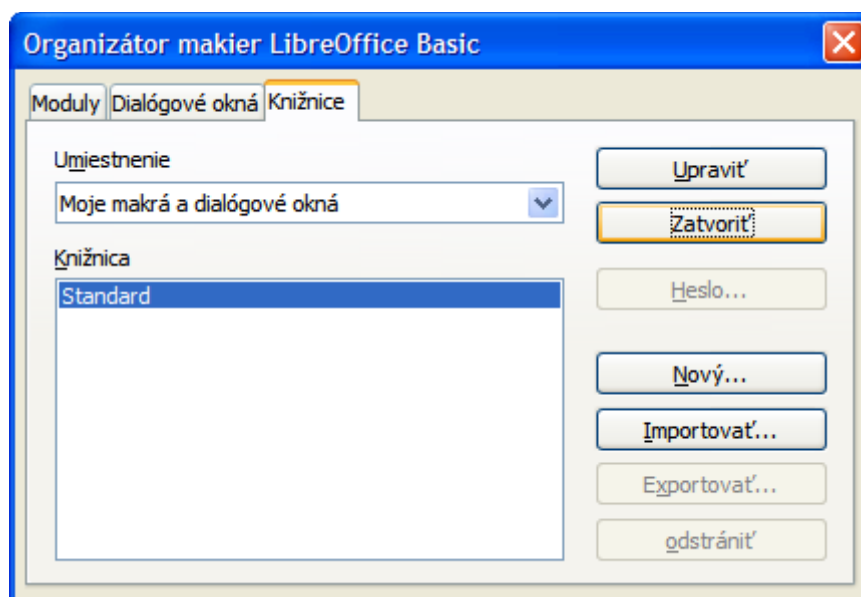 Organizátor makier LibreOffice Basic
Moduly Dialógové okná Knižnice
Umiestnenie
Moje makrá a dialógové okná
Knižnica
Standard
Upraviť
Zatvoriť
Heslo...
Nový...
Importovať...
Exportovať...
odstrániť